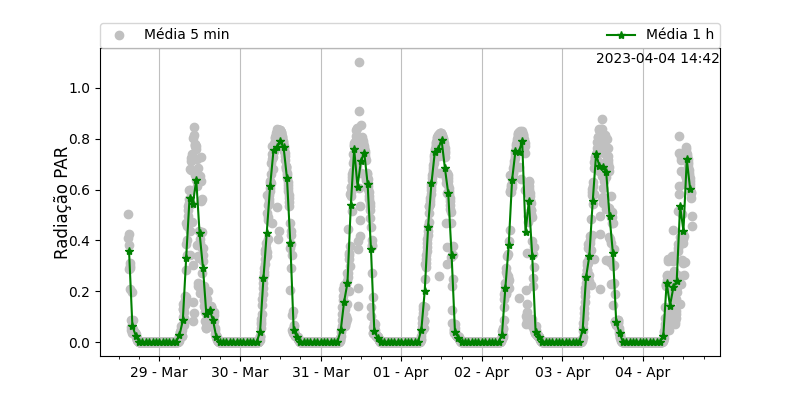 Média 5 min
Média 1 h
2023-04-04 14:42
Radiação PAR
1.0
0.8
0.6
0.4
0.2
0.0
29 - Mar
30 - Mar
31 - Mar
01 - Apr
02 - Apr
03 - Apr
04 - Apr